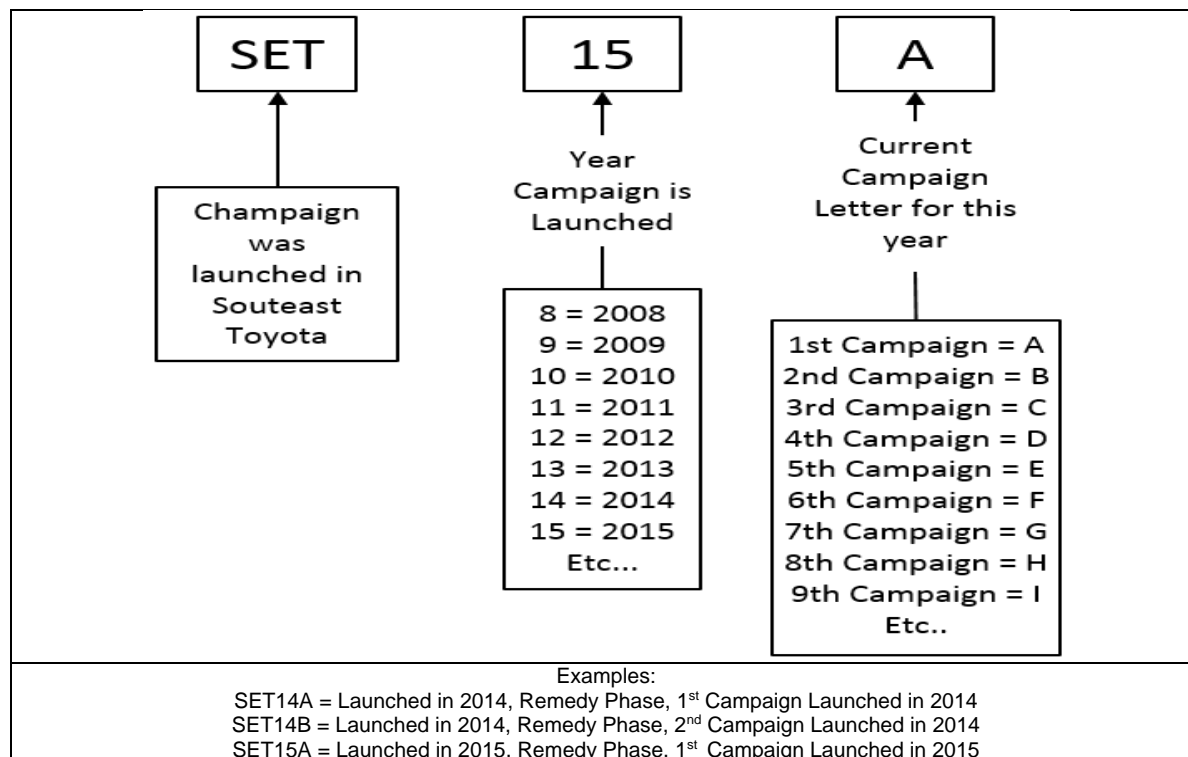 SET
15
A
Champaign
was
launched in
Souteast
Toyota
Year
Campaign is
Launched
8 = 2008
9 = 2009
10 = 2010
11 = 2011
12 = 2012
13 = 2013
14 = 2014
15 = 2015
Etc...
Current
Campaign
Letter for this
year
1st Campaign = A
2nd Campaign = B
3rd Campaign = C
4th Campaign = D
5th Campaign = E
6th Campaign = F
7th Campaign = G
8th Campaign = H
9th Campaign = I
Etc..
Examples:
SET14A = Launched in 2014, Remedy Phase, 1st Campaign Launched in 2014
SET14B = Launched in 2014, Remedy Phase, 2nd Campaign Launched in 2014
SET15A = Launched in 2015, Remedy Phase, 1st Campaign Launched in 2015